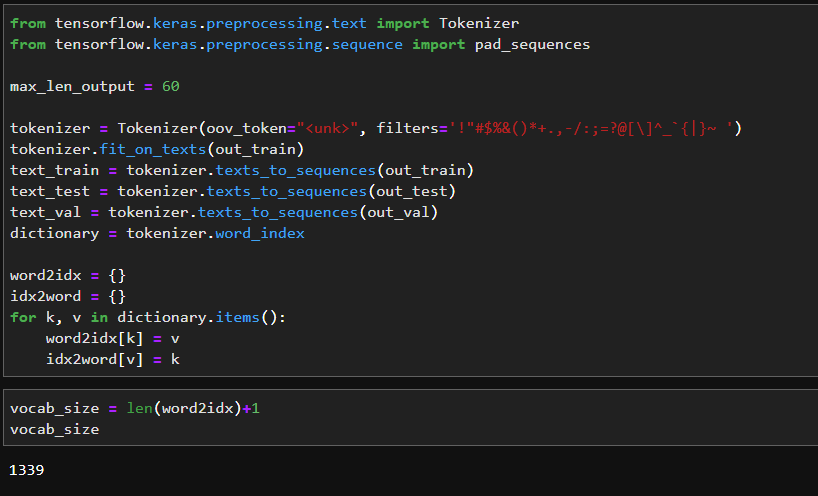 from tensorflow.keras.preprocessing.text import Tokenizer
from tensorflow.keras.preprocessing.sequence import pad_sequences
max_len_output = 60
tokenizer = Tokenizer(oov_token="<unk>", filters='!"#$%&()*+.,-/:;=?@[\]^_`{|}~ ')
tokenizer.fit_on_texts(out_train)
text_train = tokenizer.texts_to_sequences(out_train)
text_test = tokenizer.texts_to_sequences(out_test)
text_val = tokenizer.texts_to_sequences(out_val)
dictionary = tokenizer.word_index
word2idx = {}
idx2word = {}
for k, v in dictionary.items():
    word2idx[k] = v
    idx2word[v] = k
vocab_size = len(word2idx)+1
vocab_size
1339